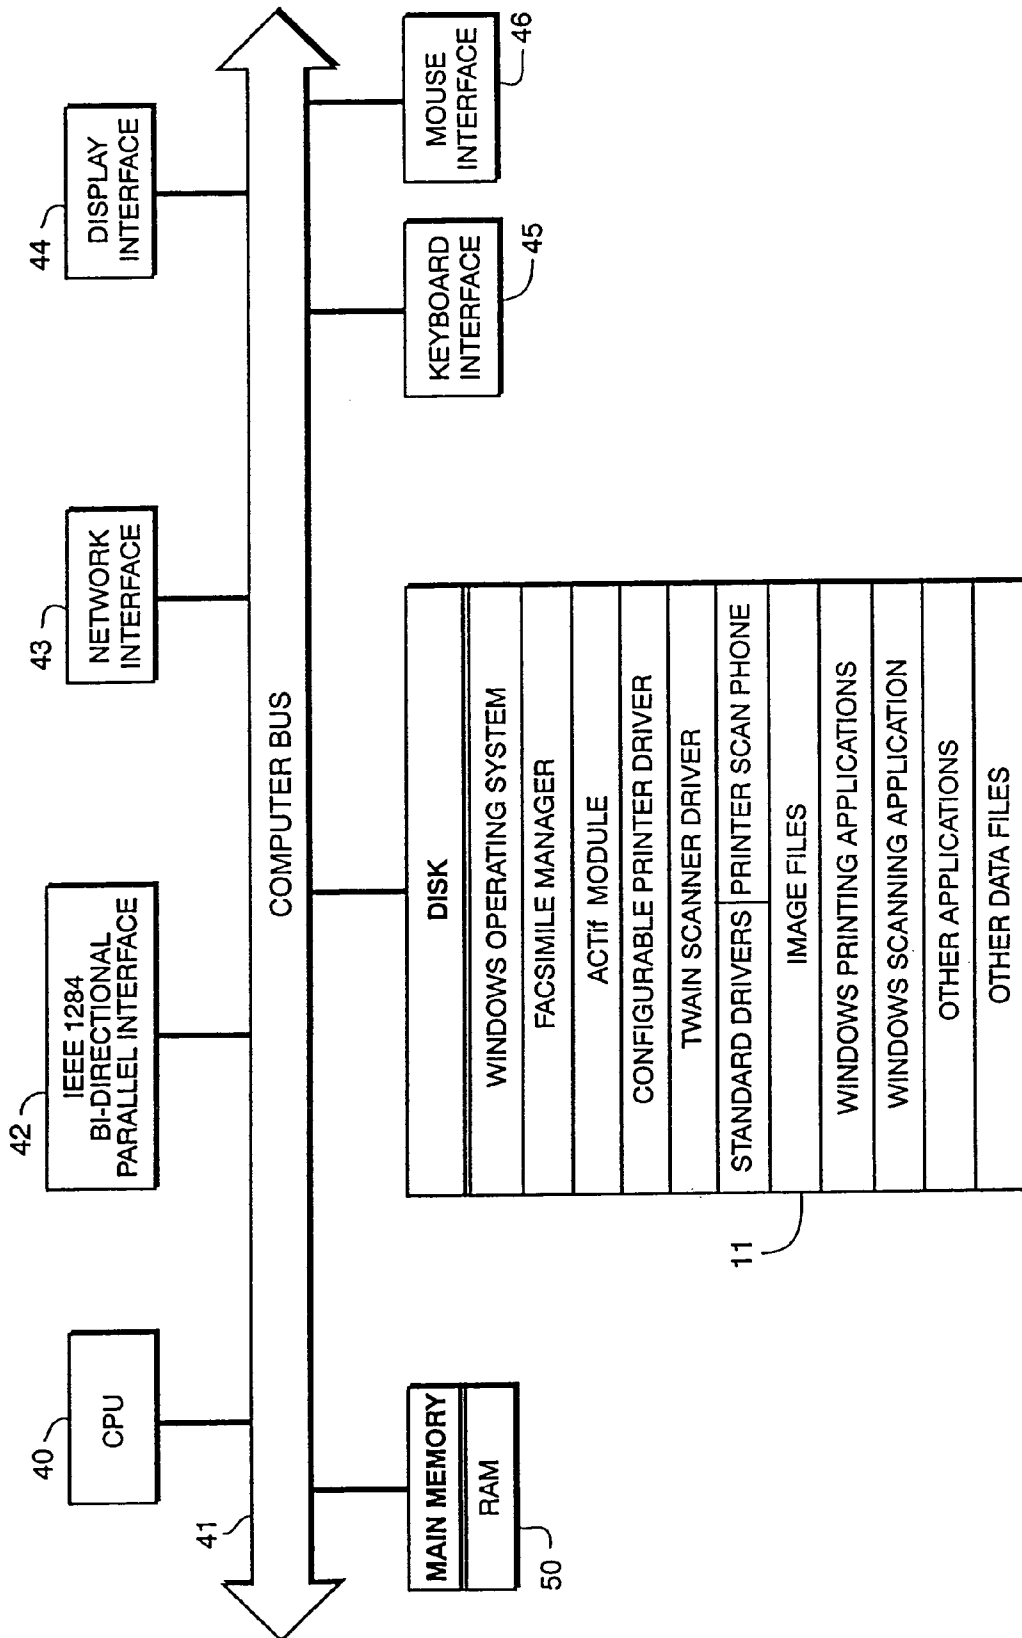 40
CPU
42
IEEE 1284
BI-DIRECTIONAL
PARALLEL INTERFACE
43
NETWORK
INTERFACE
44
DISPLAY
INTERFACE
41
COMPUTER BUS
MAIN MEMORY
RAM
50
DISK
WINDOWS OPERATING SYSTEM
FACSIMILE MANAGER
ACTif MODULE
CONFIGURABLE PRINTER DRIVER
TWAIN SCANNER DRIVER
STANDARD DRIVERS PRINTER SCAN PHONE
IMAGE FILES
WINDOWS PRINTING APPLICATIONS
WINDOWS SCANNING APPLICATION
OTHER APPLICATIONS
OTHER DATA FILES
11
KEYBOARD
INTERFACE
45
MOUSE
INTERFACE
46